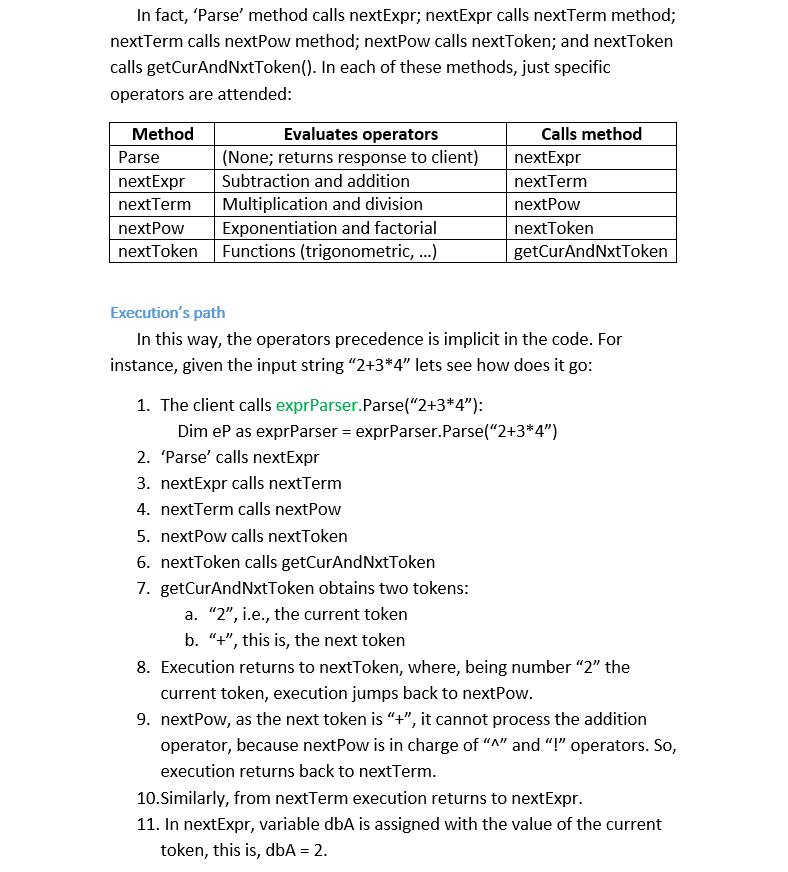 In fact, ‘Parse’ method calls nextExpr; nextExpr calls nextTerm method;
nextTerm calls nextPow method; nextPow calls nextToken; and nextToken
calls getCurAndNxtToken(). In each of these methods, just specific
operators are attended:
Method Evaluates operators Calls method
Parse (None; returns response to client) nextExpr
nextExpr Subtraction and addition nextTerm
nextTerm Multiplication and division nextPow
nextPow Exponentiation and factorial nextToken
nextToken Functions (trigonometric, ...) getCurAndNxtToken
Execution’s path
In this way, the operators precedence is implicit in the code. For
instance, given the input string “2+3*4” lets see how does it go:
1. The client calls exprParser.Parse(“2+3*4”):
Dim eP as exprParser = exprParser.Parse(“2+3*4”)
2. ‘Parse’ calls nextExpr
3. nextExpr calls nextTerm
4. nextTerm calls nextPow
5. nextPow calls nextToken
6. nextToken calls getCurAndNxtToken
7. getCurAndNxtToken obtains two tokens:
a. “2”, i.e., the current token
b. “+”, this is, the next token
8. Execution returns to nextToken, where, being number “2” the
current token, execution jumps back to nextPow.
9. nextPow, as the next token is “+”, it cannot process the addition
operator, because nextPow is in charge of “^” and “!” operators. So,
execution returns back to nextTerm.
10.Similarly, from nextTerm execution returns to nextExpr.
11. In nextExpr, variable dbA is assigned with the value of the current
token, this is, dbA = 2.